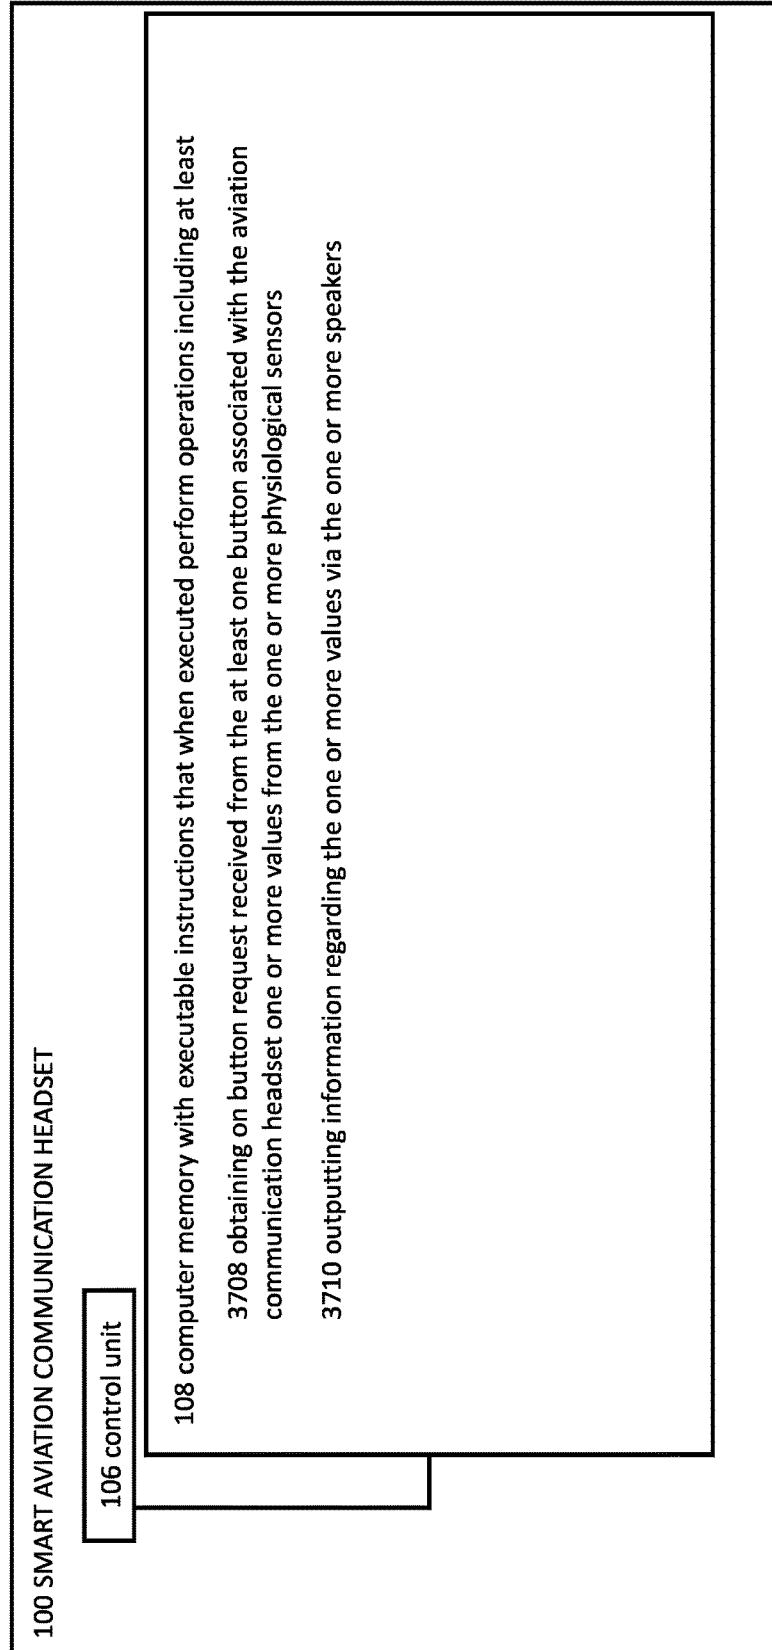 100 SMART AVIATION COMMUNICATION HEADSET
106 control unit
108 computer memory with executable instructions that when executed perform operations including at least
3708 obtaining on button request received from the at least one button associated with the aviation
communication headset one or more values from the one or more physiological sensors
3710 outputting information regarding the one or more values via the one or more speakers